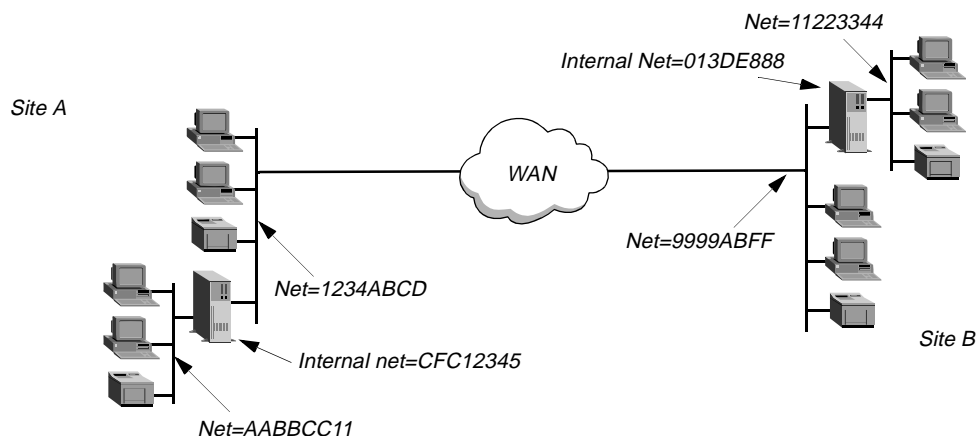 Net=11223344
Internal Net=013DE888
Site A
WAN
Net=9999ABFF
Net=1234ABCD
Site B
Internal net=CFC12345
Net=AABBCC11